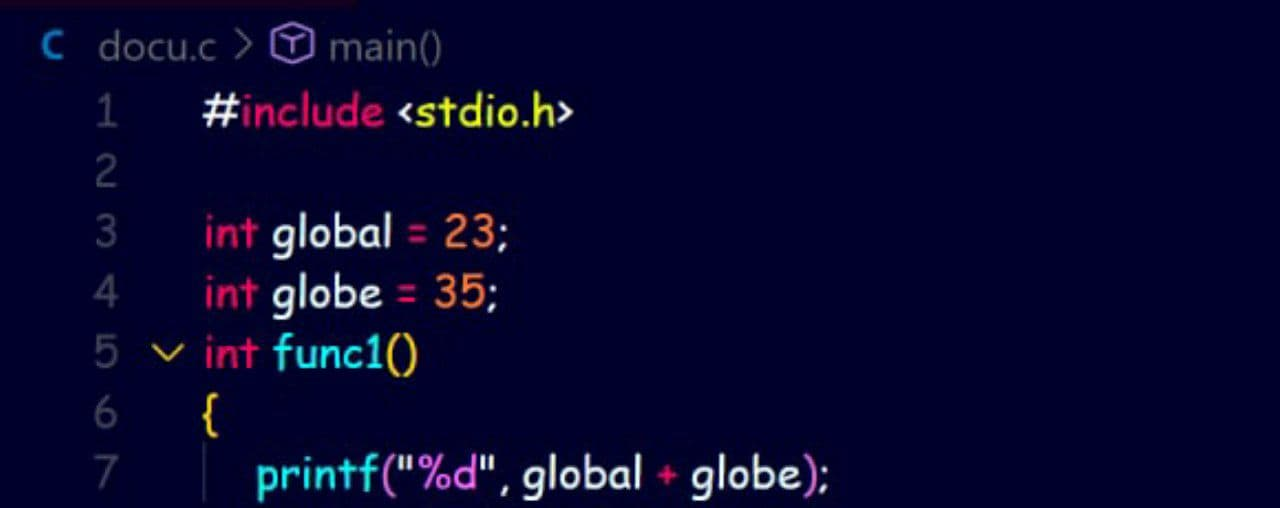 C docu.c > main()
1 #include <stdio.h>
2
3 int global = 23;
4 int globe = 35;
5 int func1()
6 {
7 printf("%d", global + globe);